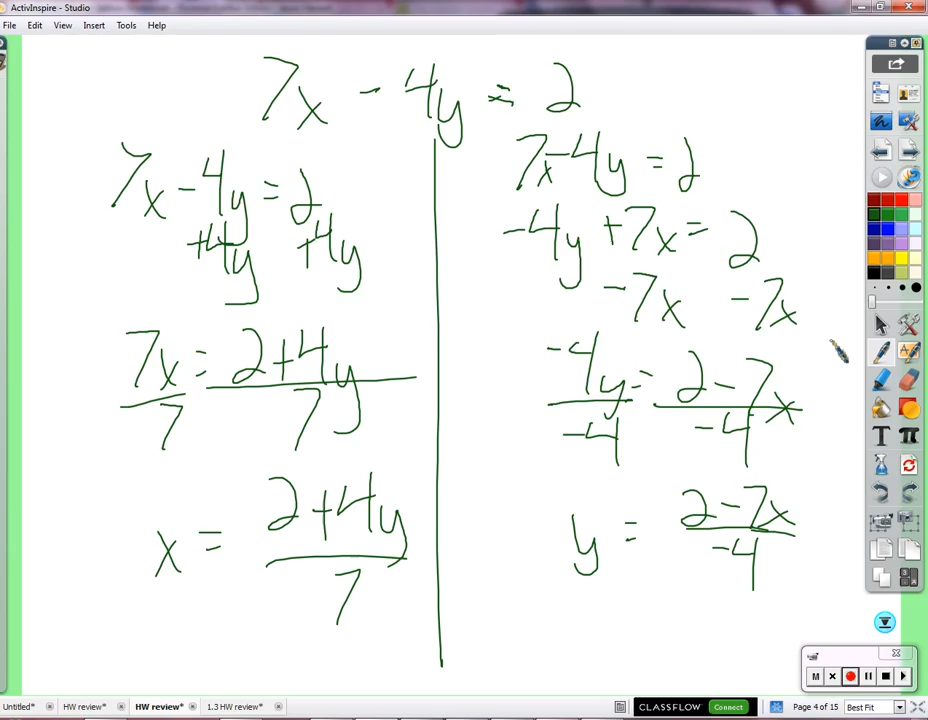 ActivInspire - Studio
File Edit View Insert Tools Help
7x - 4y = 2
7x - 4y = 2
+4y +4y
7x = 2 + 4y
7 7
x = 2 + 4y
7
7x - 4y = 2
-4y + 7x = 2
-7x -7x
-4y = 2 - 7x
-4 -4
y = 2 - 7x
-4
T π
M
Untitled* HW review* HW review* 1.3 HW review* CLASSFLOW Connect Page 4 of 15 Best Fit